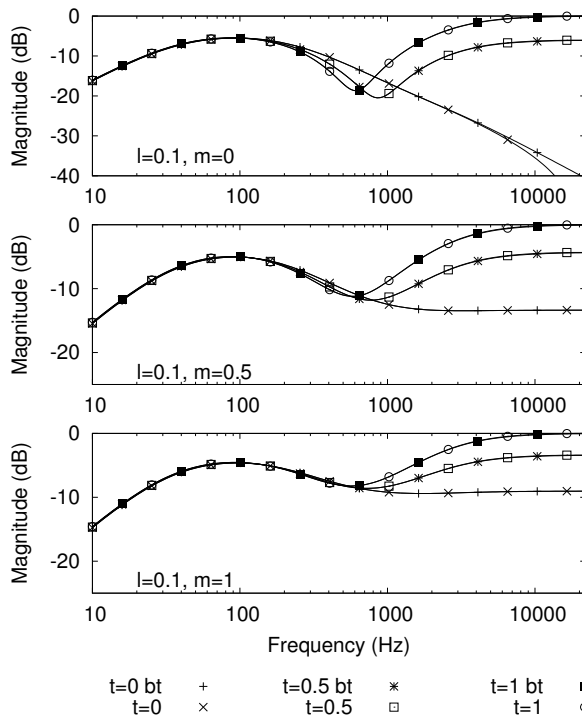 0
-10
-20
-30
-40
Magnitude (dB)
l=0.1, m=0
10 100 1000 10000
0
-10
-20
Magnitude (dB)
l=0.1, m=0.5
10 100 1000 10000
0
-10
-20
Magnitude (dB)
l=0.1, m=1
10 100 1000 10000
Frequency (Hz)
t=0 bt t=0.5 bt t=1 bt
t=0 t=0.5 t=1